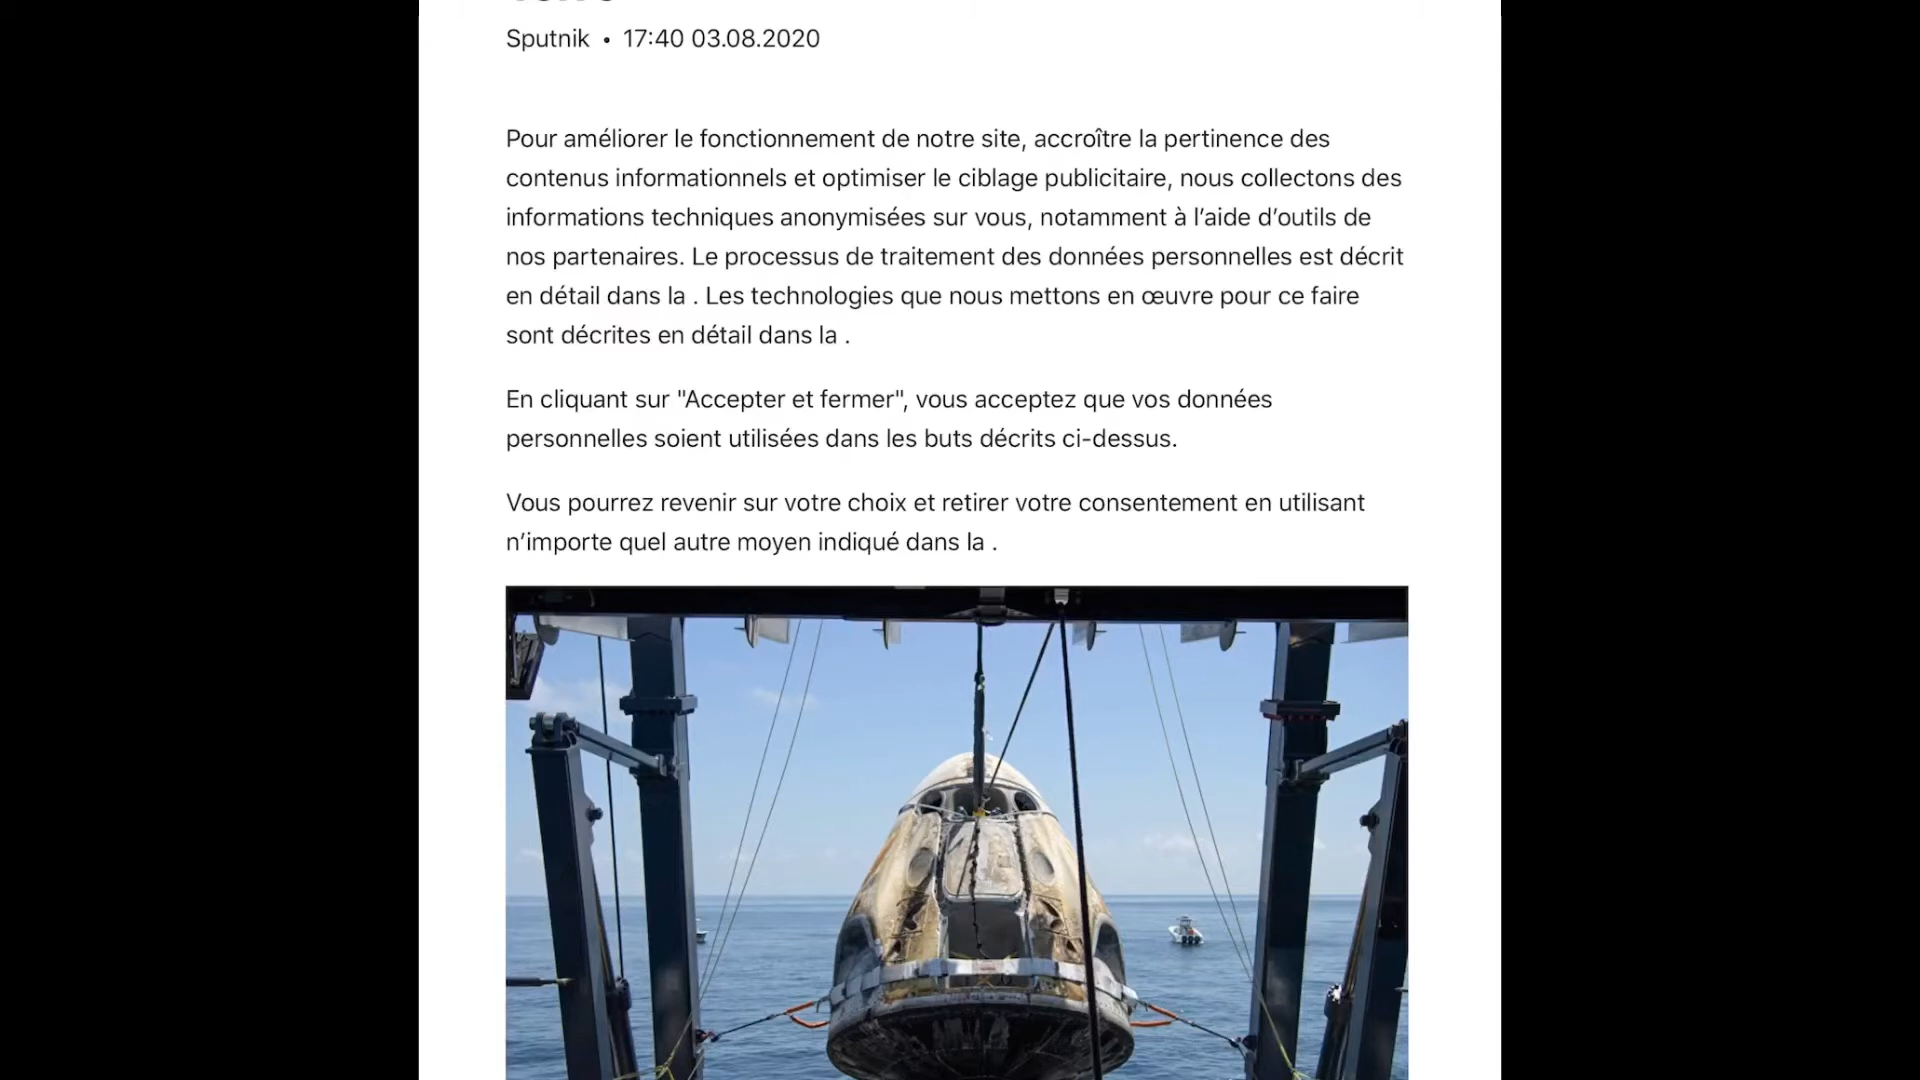 Sputnik • 17:40 03.08.2020
Pour améliorer le fonctionnement de notre site, accroître la pertinence des
contenus informationnels et optimiser le ciblage publicitaire, nous collectons des
informations techniques anonymisées sur vous, notamment à l’aide d’outils de
nos partenaires. Le processus de traitement des données personnelles est décrit
en détail dans la . Les technologies que nous mettons en œuvre pour ce faire
sont décrites en détail dans la .
En cliquant sur "Accepter et fermer", vous acceptez que vos données
personnelles soient utilisées dans les buts décrits ci-dessus.
Vous pourrez revenir sur votre choix et retirer votre consentement en utilisant
n’importe quel autre moyen indiqué dans la .